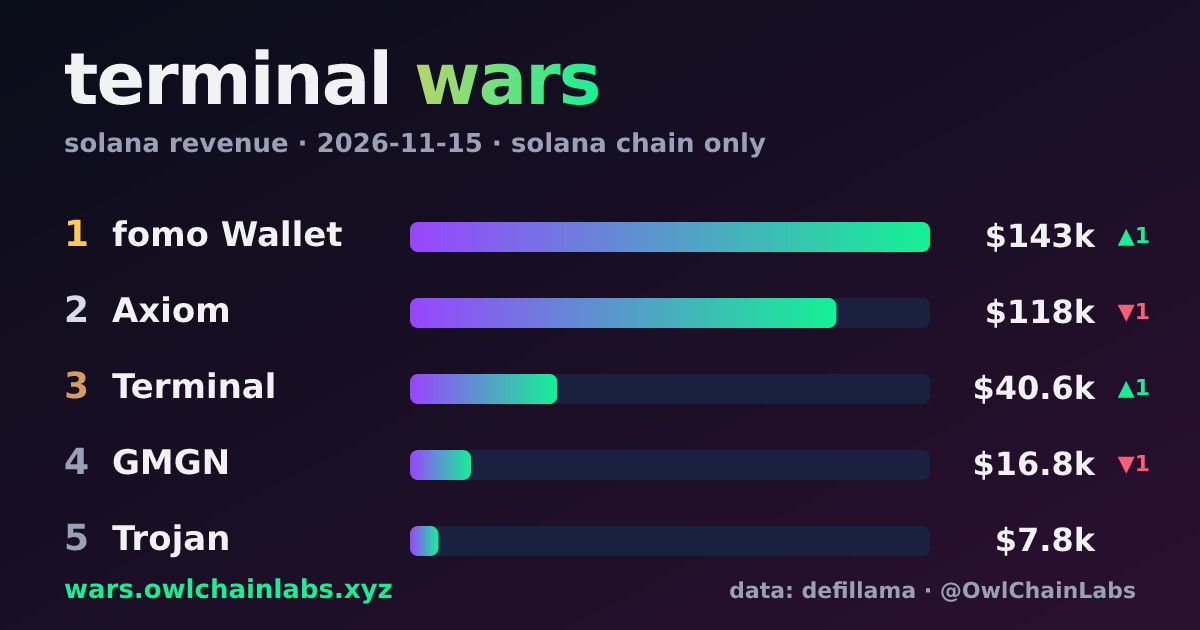 terminal wars
solana revenue · 2026-11-15 · solana chain only
1 fomo Wallet $143k ▲1
2 Axiom $118k ▼1
3 Terminal $40.6k ▲1
4 GMGN $16.8k ▼1
5 Trojan $7.8k
wars.owlchainlabs.xyz data: defillama · @OwlChainLabs